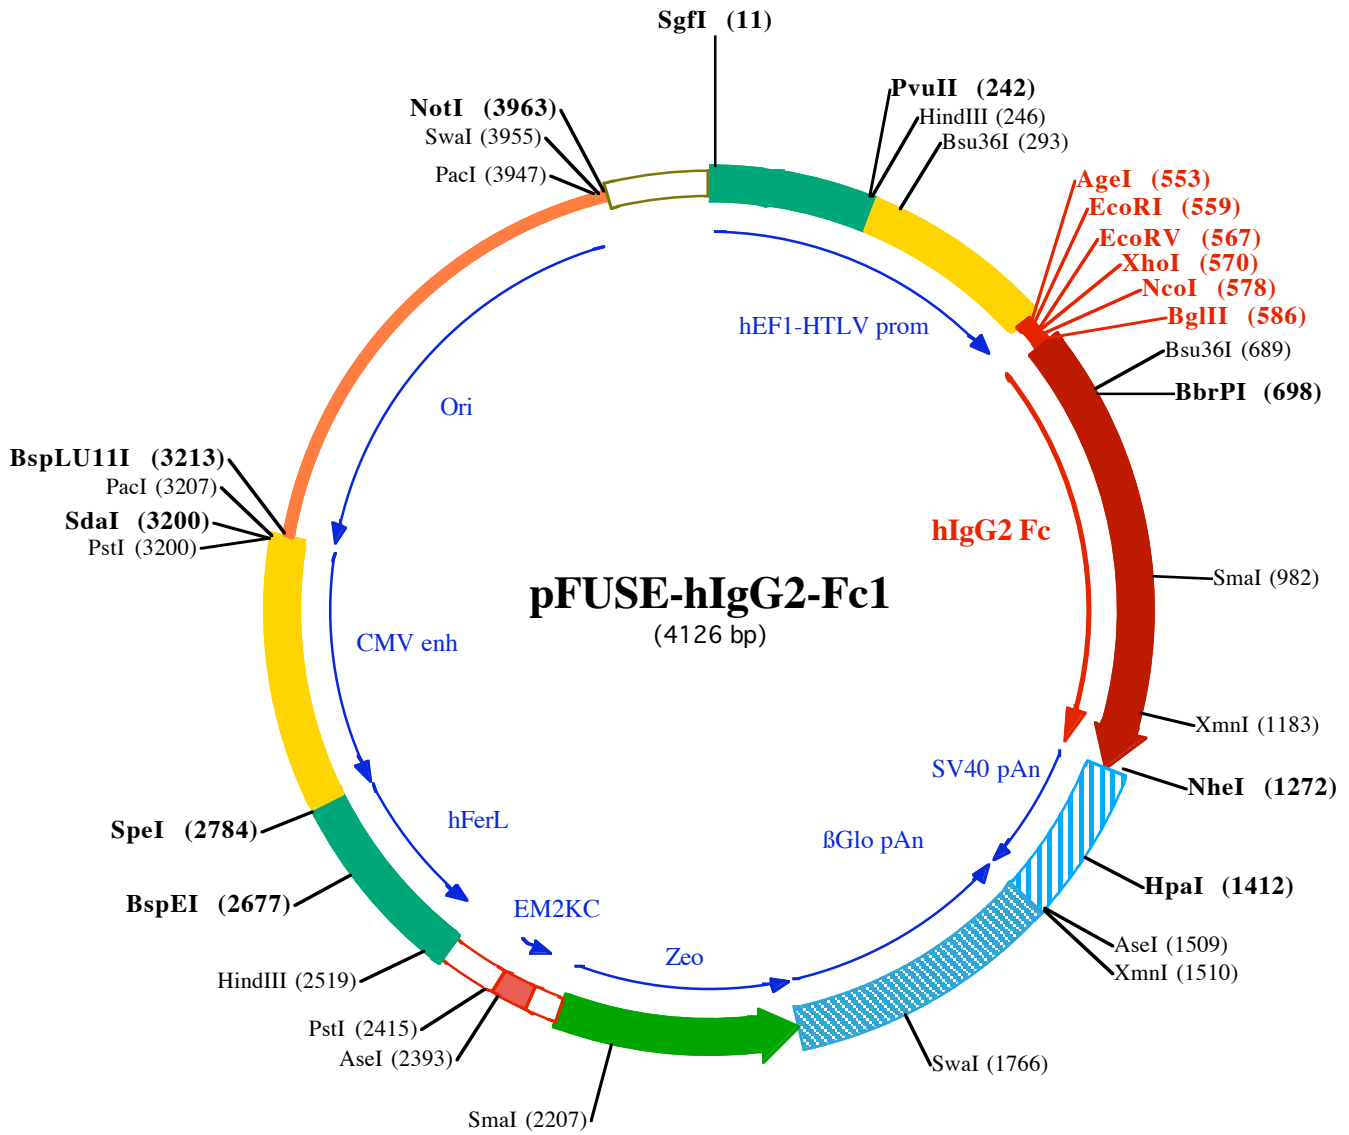 SgfI (11)
PvuII (242)
HindIII (246)
Bsu36I (293)
AgeI (553)
EcoRI (559)
EcoRV (567)
XhoI (570)
NcoI (578)
BglII (586)
Bsu36I (689)
BbrPI (698)
SmaI (982)
XmnI (1183)
NheI (1272)
HpaI (1412)
AseI (1509)
XmnI (1510)
SwaI (1766)
SmaI (2207)
AseI (2393)
PstI (2415)
HindIII (2519)
BspEI (2677)
SpeI (2784)
PstI (3200)
SdaI (3200)
PacI (3207)
BspLU11I (3213)
PacI (3947)
SwaI (3955)
NotI (3963)
hEF1-HTLV prom
hIgG2 Fc
SV40 pAn
ßGlo pAn
Zeo
EM2KC
hFerL
CMV enh
Ori
pFUSE-hIgG2-Fc1
(4126 bp)